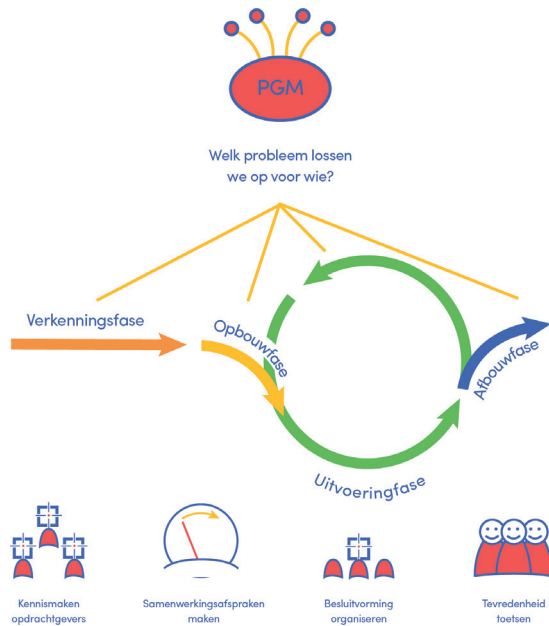 PGM
Welk probleem lossen
we op voor wie?
Verkenningsfase
Opbouwfase
Afbouwfase
Uitvoeringfase
Kennismaken
opdrachtgevers
Samenwerkingsafspraken
maken
Besluitvorming
organiseren
Tevredenheid
toetsen